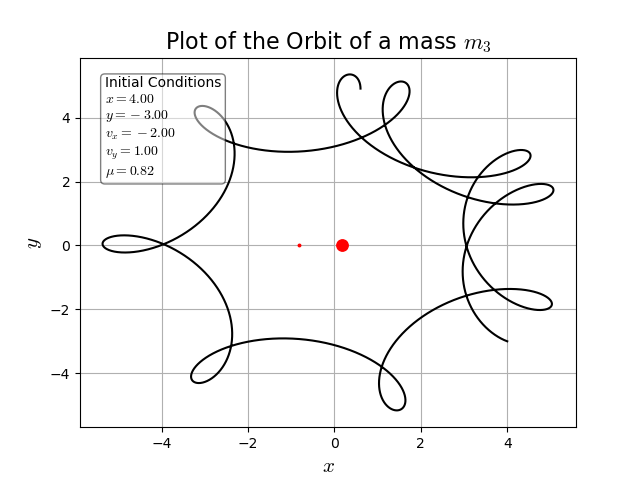 Plot of the Orbit of a mass m₃
Initial Conditions
x = 4.00
y = −3.00
vₓ = −2.00
v_y = 1.00
μ = 0.82
4
2
0
−2
−4
y
−4
−2
0
2
4
x